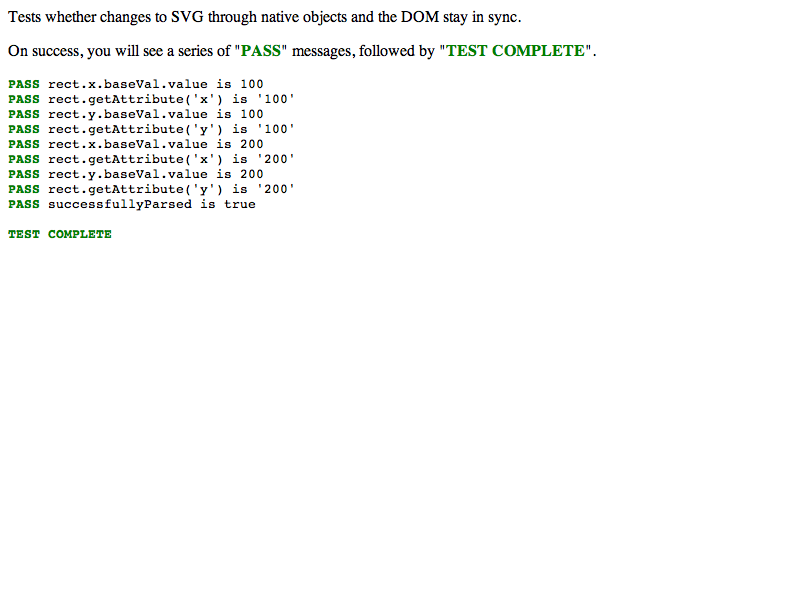 Tests whether changes to SVG through native objects and the DOM stay in sync.
On success, you will see a series of "PASS" messages, followed by "TEST COMPLETE".
PASS rect.x.baseVal.value is 100
PASS rect.getAttribute('x') is '100'
PASS rect.y.baseVal.value is 100
PASS rect.getAttribute('y') is '100'
PASS rect.x.baseVal.value is 200
PASS rect.getAttribute('x') is '200'
PASS rect.y.baseVal.value is 200
PASS rect.getAttribute('y') is '200'
PASS successfullyParsed is true
TEST COMPLETE